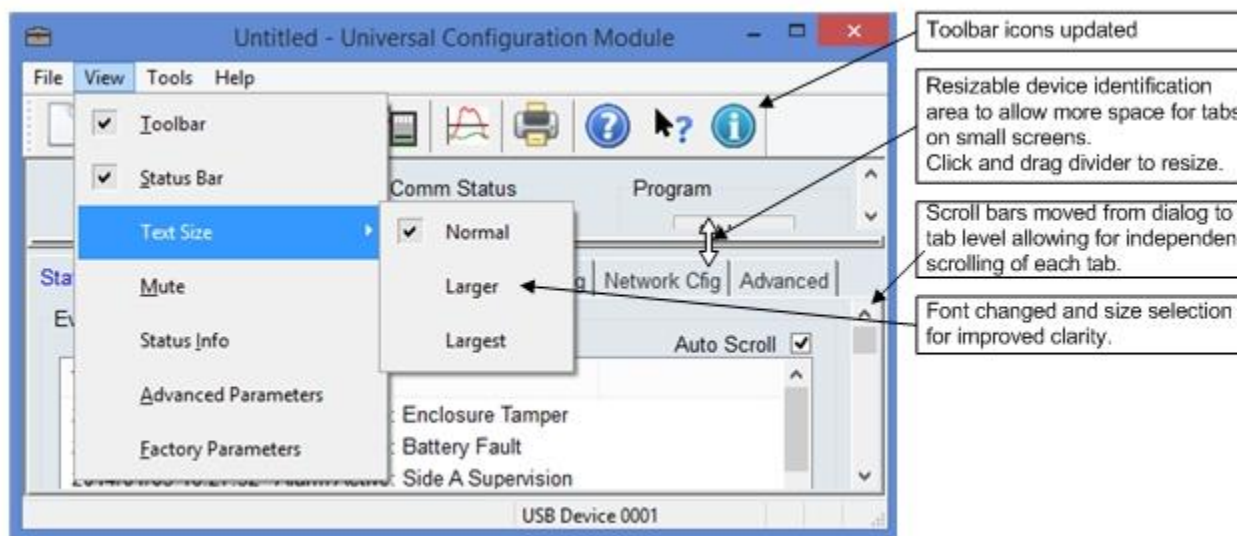 Untitled - Universal Configuration Module
File View Tools Help
Toolbar
Status Bar
Text Size
Mute
Status Info
Advanced Parameters
Factory Parameters
Normal
Larger
Largest
Comm Status
Program
Network Cfig
Advanced
Auto Scroll
Enclosure Tamper
Battery Fault
Side A Supervision
USB Device 0001
Toolbar icons updated
Resizable device identification
area to allow more space for tabs
on small screens.
Click and drag divider to resize.
Scroll bars moved from dialog to
tab level allowing for independen
scrolling of each tab.
Font changed and size selection
for improved clarity.